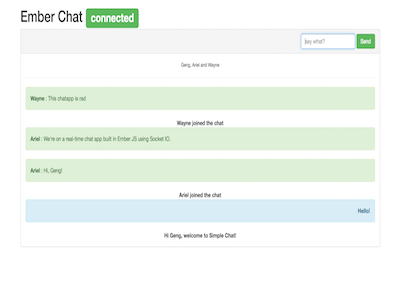 Ember Chat connected
say what? Send
Geng, Ariel and Wayne
Wayne : This chatapp is rad
Wayne joined the chat
Ariel : We're on a real-time chat app built in Ember JS using Socket IO.
Ariel : Hi, Geng!
Ariel joined the chat
Hello!
Hi Geng, welcome to Simple Chat!